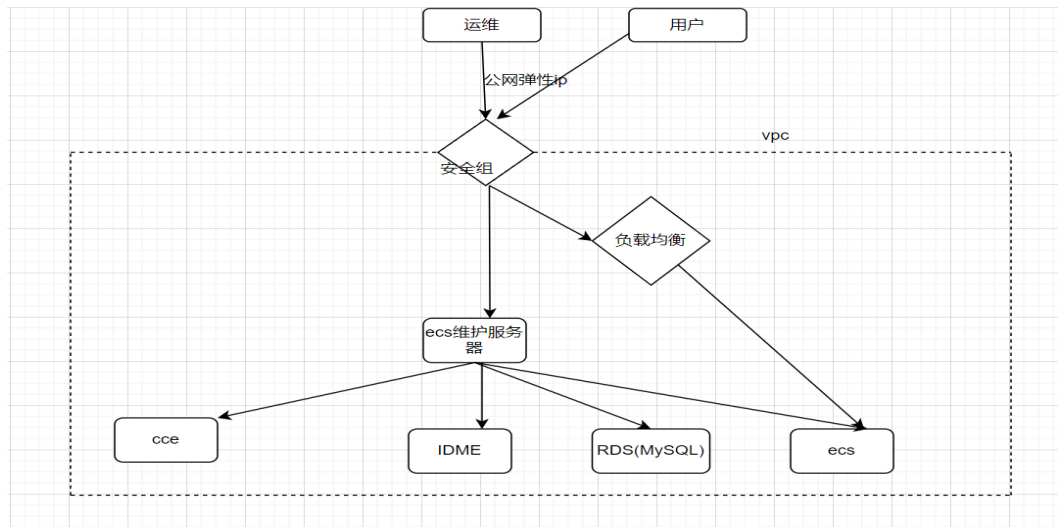 运维
用户
公网弹性ip
vpc
安全组
负载均衡
ecs维护服务
器
cce
IDME
RDS(MySQL)
ecs